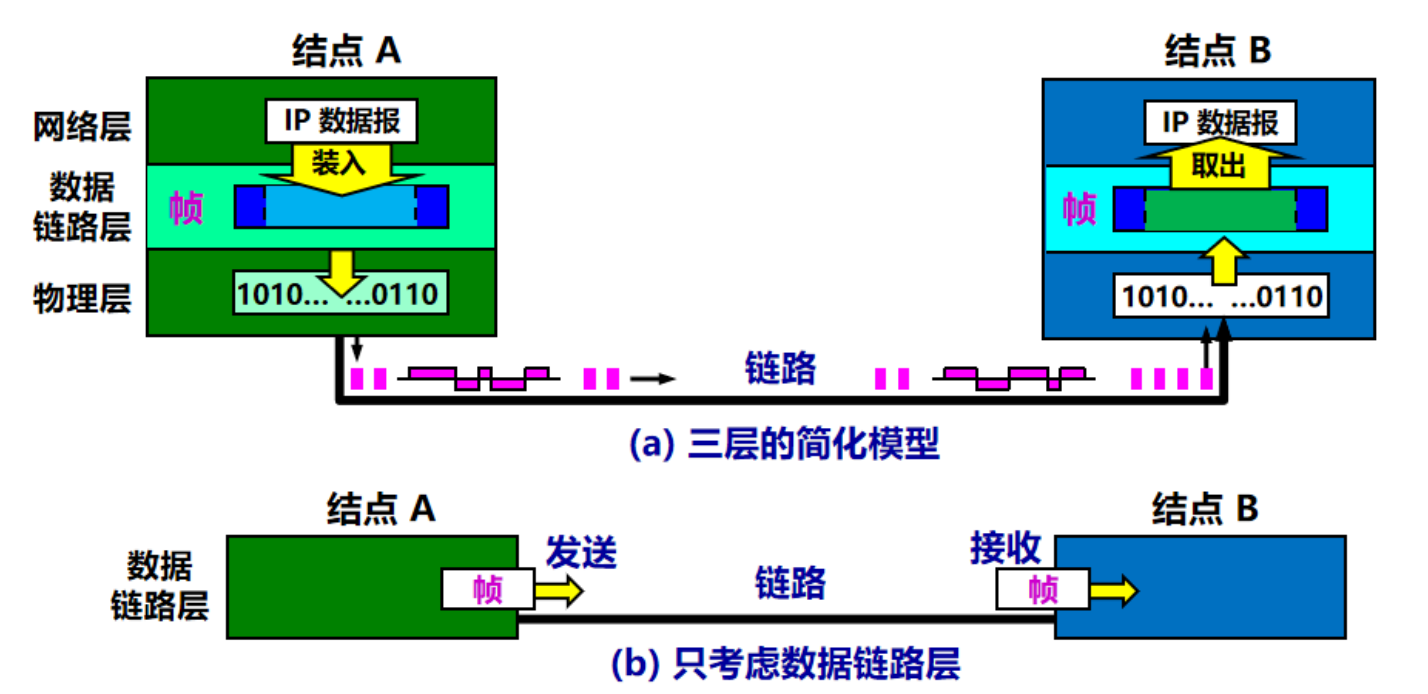 结点 A
结点 B
网络层
IP 数据报
IP 数据报
装入
取出
数据
链路层
帧
帧
物理层
1010... ...0110
1010... ...0110
链路
(a) 三层的简化模型
结点 A
结点 B
数据
链路层
发送
接收
帧
链路
帧
(b) 只考虑数据链路层